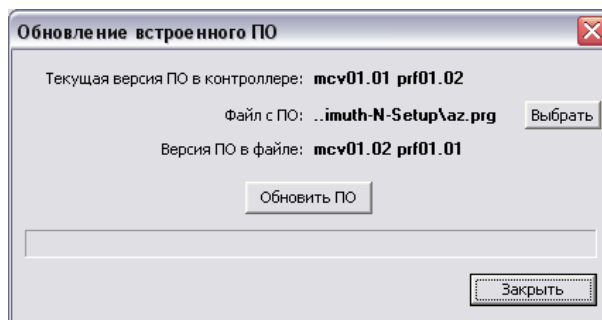 Обновление встроенного ПО
Текущая версия ПО в контроллере: mcv01.01 prf01.02
Файл с ПО: ..imuth-N-Setup\az.prg Выбрать
Версия ПО в файле: mcv01.02 prf01.01
Обновить ПО
Закрыть